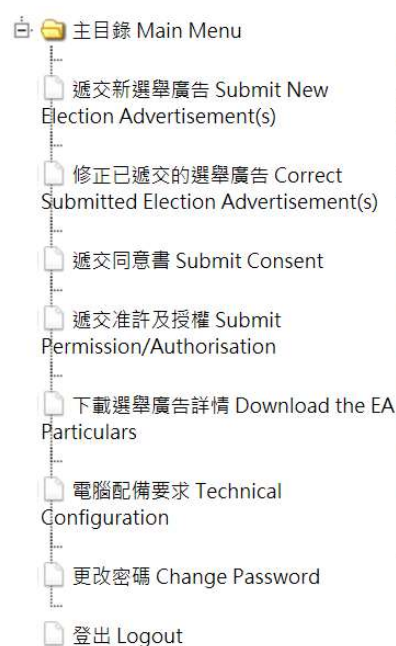 主目錄 Main Menu
遞交新選舉廣告 Submit New
Election Advertisement(s)
修正已遞交的選舉廣告 Correct
Submitted Election Advertisement(s)
遞交同意書 Submit Consent
遞交准許及授權 Submit
Permission/Authorisation
下載選舉廣告詳情 Download the EA
Particulars
電腦配備要求 Technical
Configuration
更改密碼 Change Password
登出 Logout